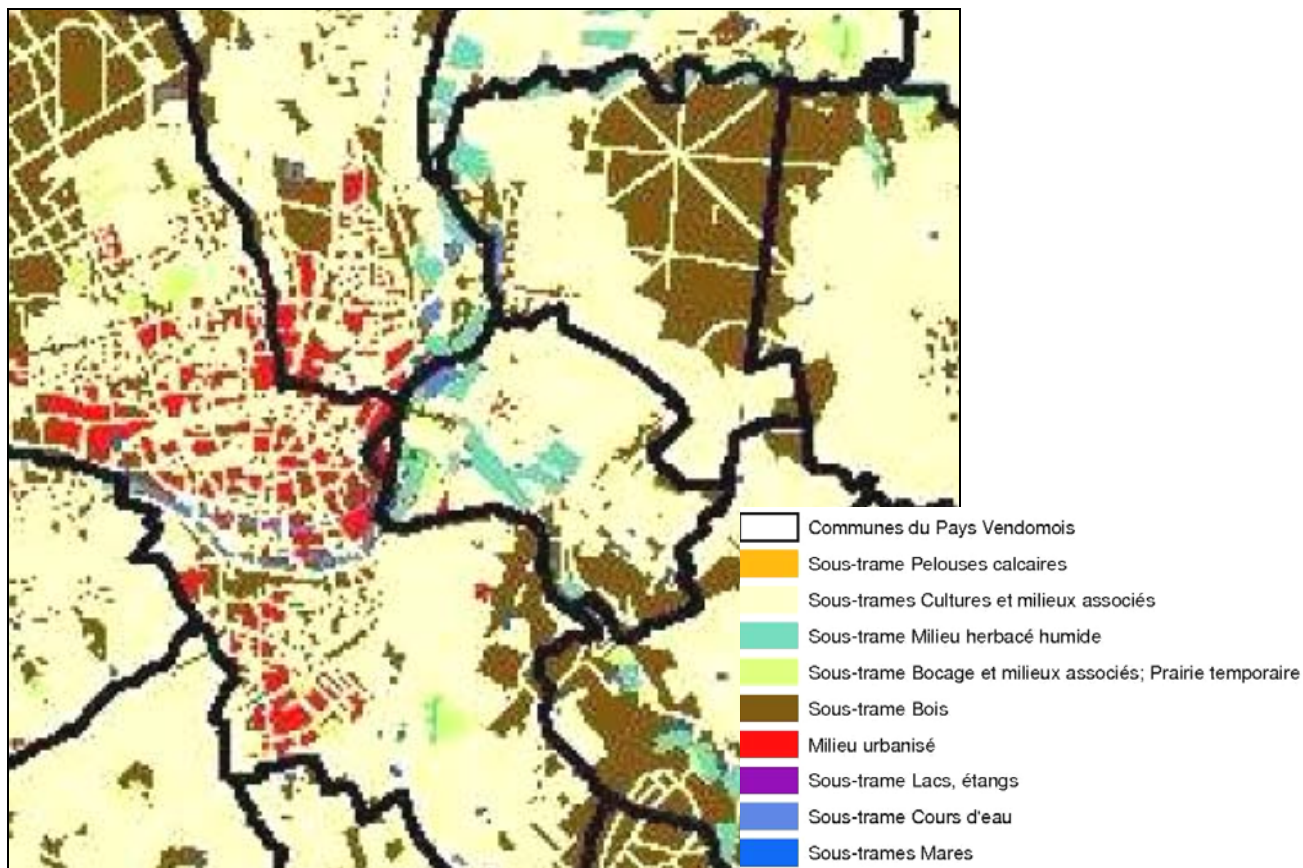 Communes du Pays Vendomois
Sous-trame Pelouses calcaires
Sous-trames Cultures et milieux associés
Sous-trame Milieu herbacé humide
Sous-trame Bocage et milieux associés; Prairie temporaire
Sous-trame Bois
Milieu urbanisé
Sous-trame Lacs, étangs
Sous-trame Cours d'eau
Sous-trames Mares